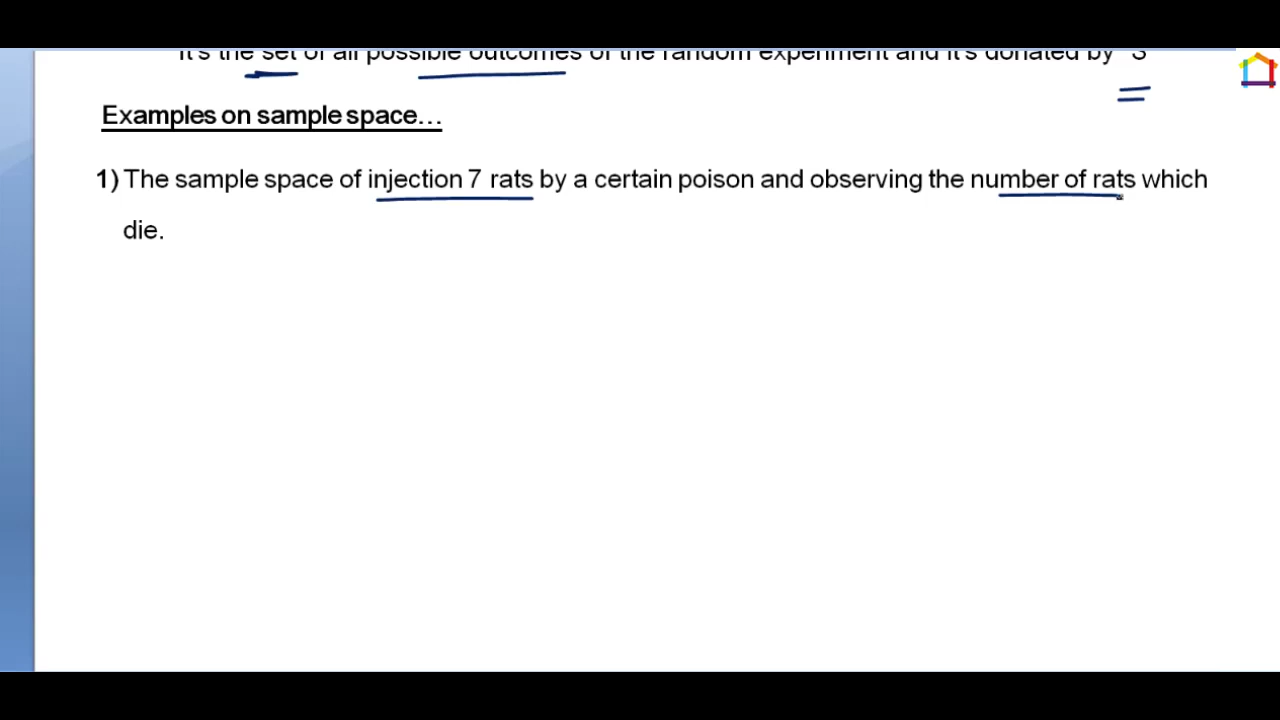 It's the set of all possible outcomes of the random experiment and it's donated by
Examples on sample space...
1) The sample space of injection 7 rats by a certain poison and observing the number of rats which
die.